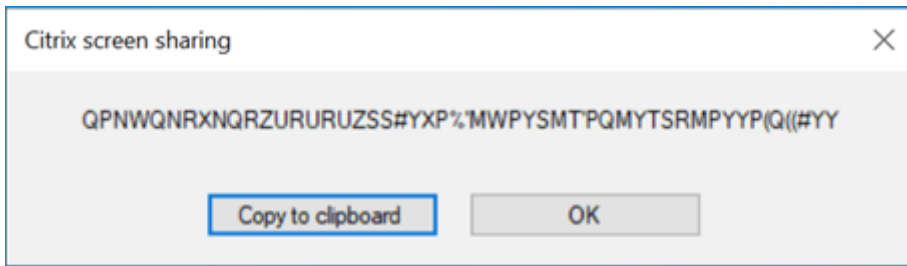 Citrix screen sharing
QPNWQNRXNQRZURURUZSS#YXP%'MWPYSMT'PQMYTSRMPYYP(Q((#YY
Copy to clipboard OK